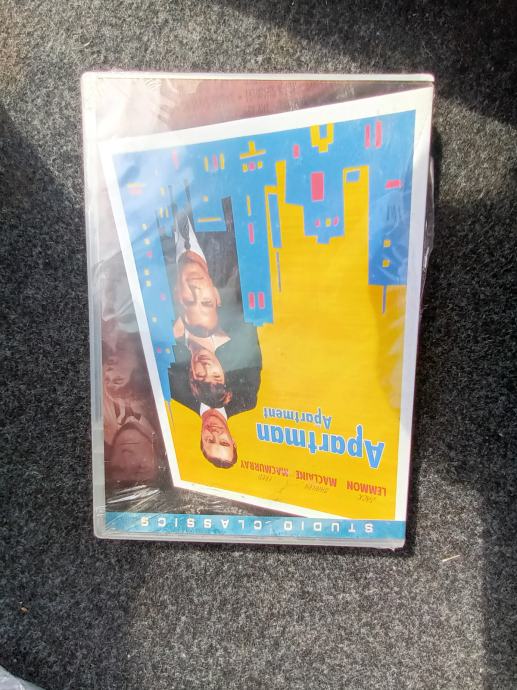 STUDIO CLASSICS
JACK SHIRLEY FRED
LEMMON MACLAINE MACMURRAY
Apartman
Apartment